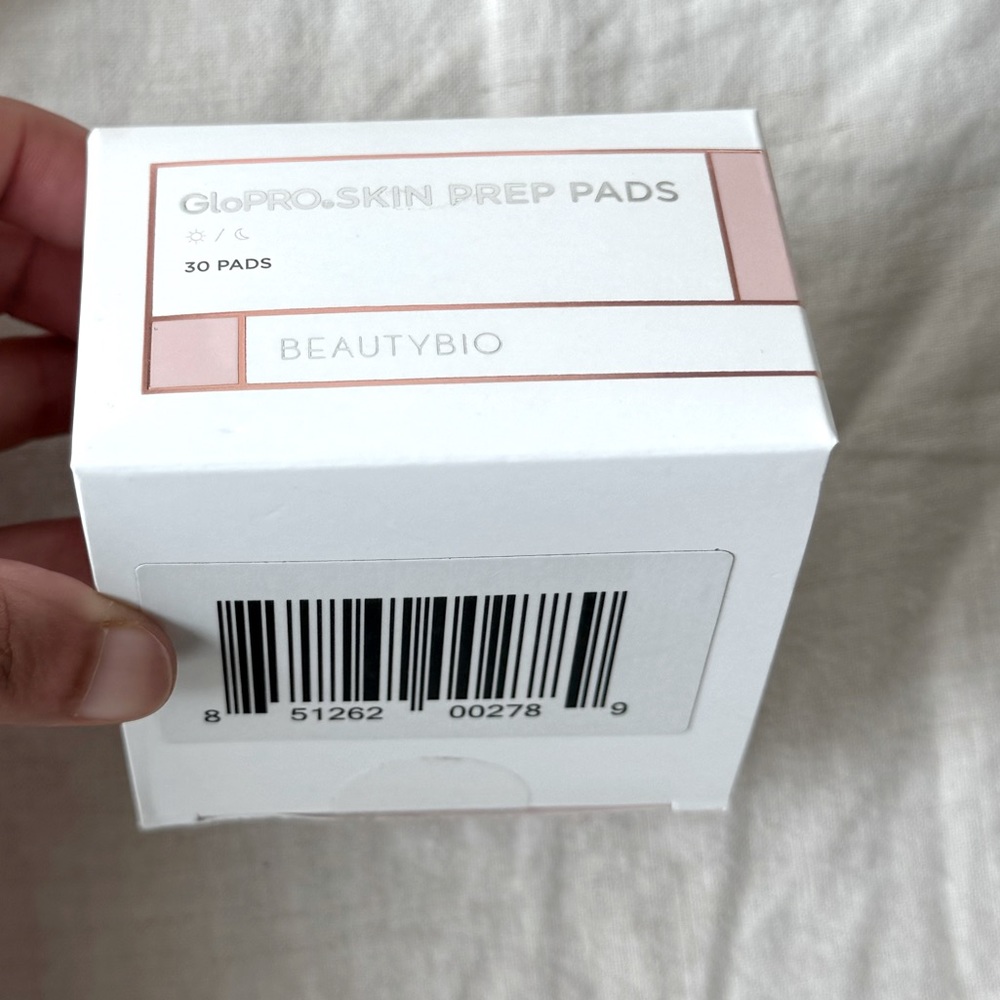 GloPRO® SKIN PREP PADS
/
30 PADS
BEAUTYBIO
8 51262 00278 9